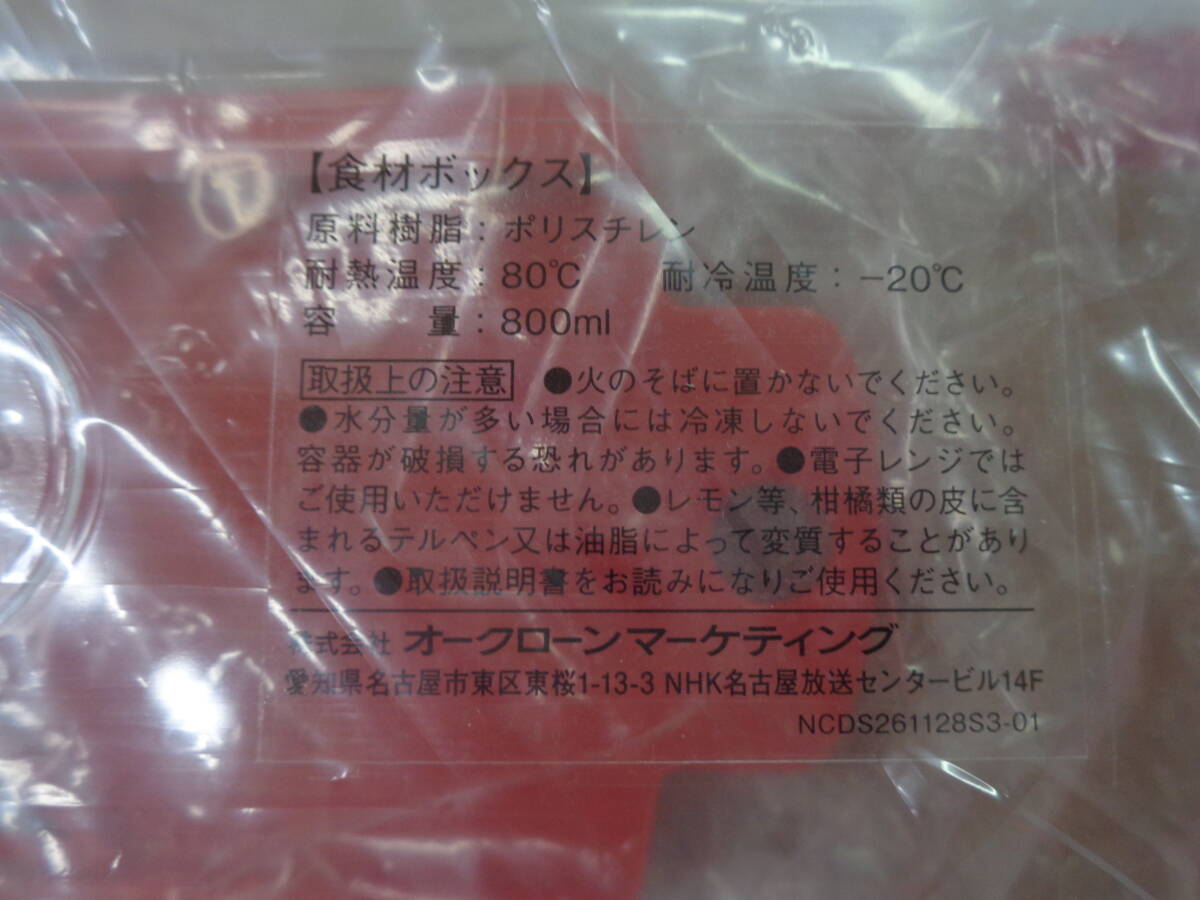 【食材ボックス】
原料樹脂：ポリスチレン
耐熱温度：80℃　耐冷温度：−20℃
容　量：800ml
取扱上の注意　●火のそばに置かないでください。
●水分量が多い場合には冷凍しないでください。
容器が破損する恐れがあります。●電子レンジでは
ご使用いただけません。●レモン等、柑橘類の皮に含
まれるテルペン又は油脂によって変質することがあり
ます。●取扱説明書をお読みになりご使用ください。
株式会社 オークローンマーケティング
愛知県名古屋市東区東桜1-13-3 NHK名古屋放送センタービル14F
NCDS261128S3-01